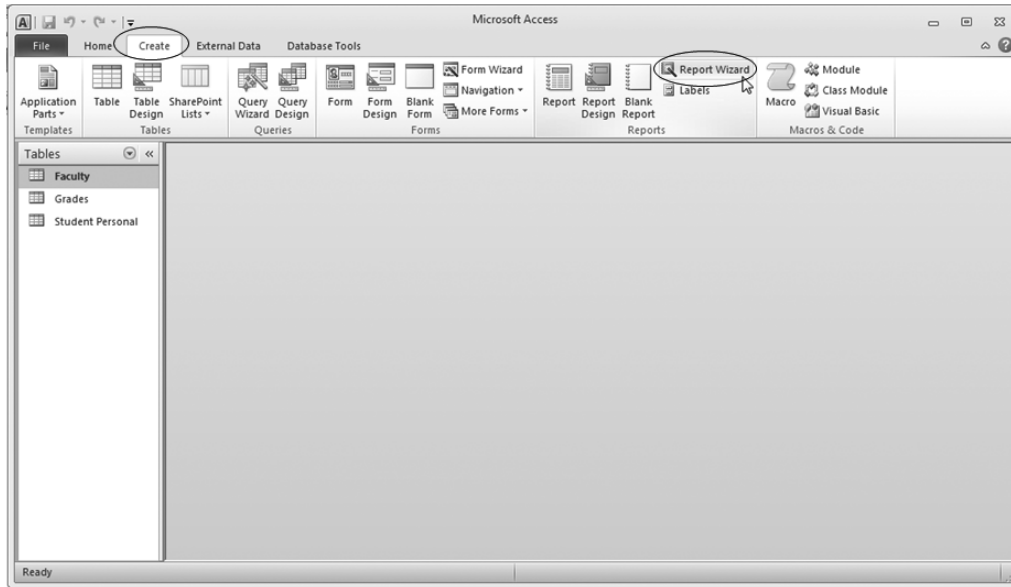 Microsoft Access
File Home Create External Data Database Tools
Application Parts
Table
Table Design
SharePoint Lists
Query Wizard
Query Design
Form
Form Design
Blank Form
Form Wizard
Navigation
More Forms
Report
Report Design
Blank Report
Report Wizard
Labels
Macro
Module
Class Module
Visual Basic
Templates Tables Queries Forms Reports Macros & Code
Tables
Faculty
Grades
Student Personal
Ready